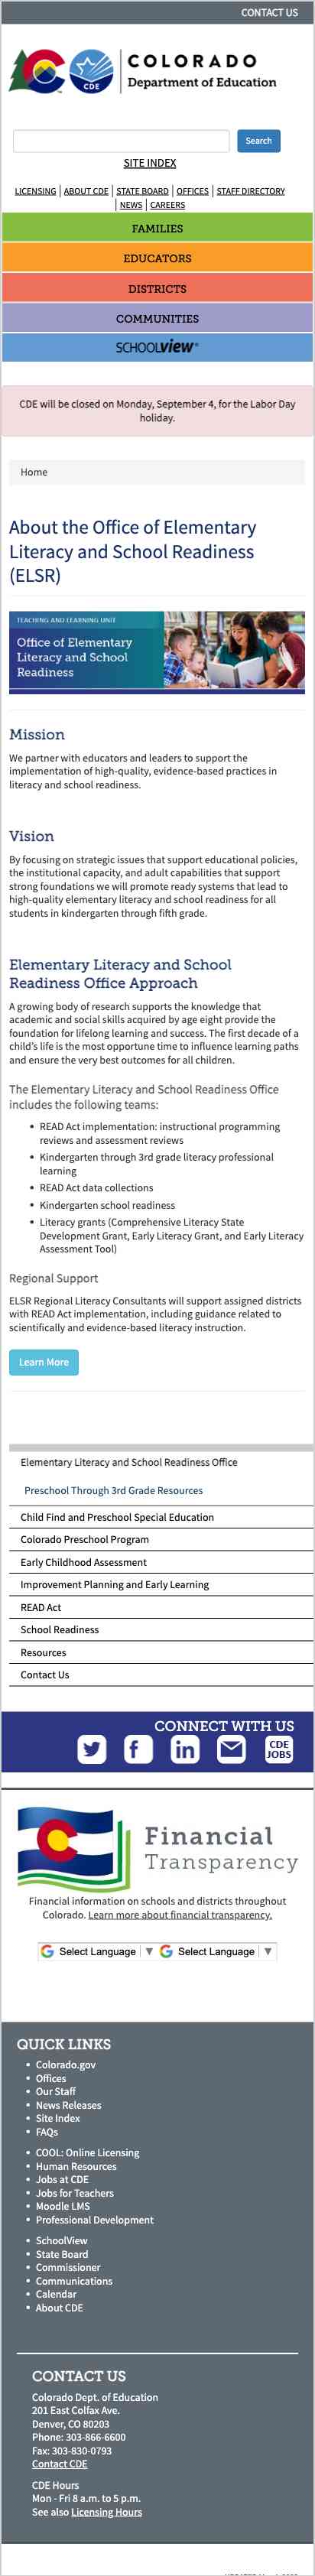 CONTACT US
CDE
COLORADO
Department of Education
Search
SITE INDEX
LICENSING | ABOUT CDE | STATE BOARD | OFFICES | STAFF DIRECTORY
| NEWS | CAREERS
FAMILIES
EDUCATORS
DISTRICTS
COMMUNITIES
SCHOOLVIEW®
CDE will be closed on Monday, September 4, for the Labor Day
holiday.
Home
About the Office of Elementary
Literacy and School Readiness
(ELSR)
TEACHING AND LEARNING UNIT
Office of Elementary
Literacy and School
Readiness
Mission
We partner with educators and leaders to support the
implementation of high-quality, evidence-based practices in
literacy and school readiness.
Vision
By focusing on strategic issues that support educational policies,
the institutional capacity, and adult capabilities that support
strong foundations we will promote ready systems that lead to
high-quality elementary literacy and school readiness for all
students in kindergarten through fifth grade.
Elementary Literacy and School
Readiness Office Approach
A growing body of research supports the knowledge that
academic and social skills acquired by age eight provide the
foundation for lifelong learning and success. The first decade of a
child's life is the most opportune time to influence learning paths
and ensure the very best outcomes for all children.
The Elementary Literacy and School Readiness Office
includes the following teams:
• READ Act implementation: instructional programming
reviews and assessment reviews
• Kindergarten through 3rd grade literacy professional
learning
• READ Act data collections
• Kindergarten school readiness
• Literacy grants (Comprehensive Literacy State
Development Grant, Early Literacy Grant, and Early Literacy
Assessment Tool)
Regional Support
ELSR Regional Literacy Consultants will support assigned districts
with READ Act implementation, including guidance related to
scientifically and evidence-based literacy instruction.
Learn More
Elementary Literacy and School Readiness Office
Preschool Through 3rd Grade Resources
Child Find and Preschool Special Education
Colorado Preschool Program
Early Childhood Assessment
Improvement Planning and Early Learning
READ Act
School Readiness
Resources
Contact Us
CONNECT WITH US
CDE
JOBS
Financial
Transparency
Financial information on schools and districts throughout
Colorado. Learn more about financial transparency.
Select Language | ▼ Select Language | ▼
QUICK LINKS
• Colorado.gov
• Offices
• Our Staff
• News Releases
• Site Index
• FAQs
• COOL: Online Licensing
• Human Resources
• Jobs at CDE
• Jobs for Teachers
• Moodle LMS
• Professional Development
• SchoolView
• State Board
• Commissioner
• Communications
• Calendar
• About CDE
CONTACT US
Colorado Dept. of Education
201 East Colfax Ave.
Denver, CO 80203
Phone: 303-866-6600
Fax: 303-830-0793
Contact CDE
CDE Hours
Mon - Fri 8 a.m. to 5 p.m.
See also Licensing Hours